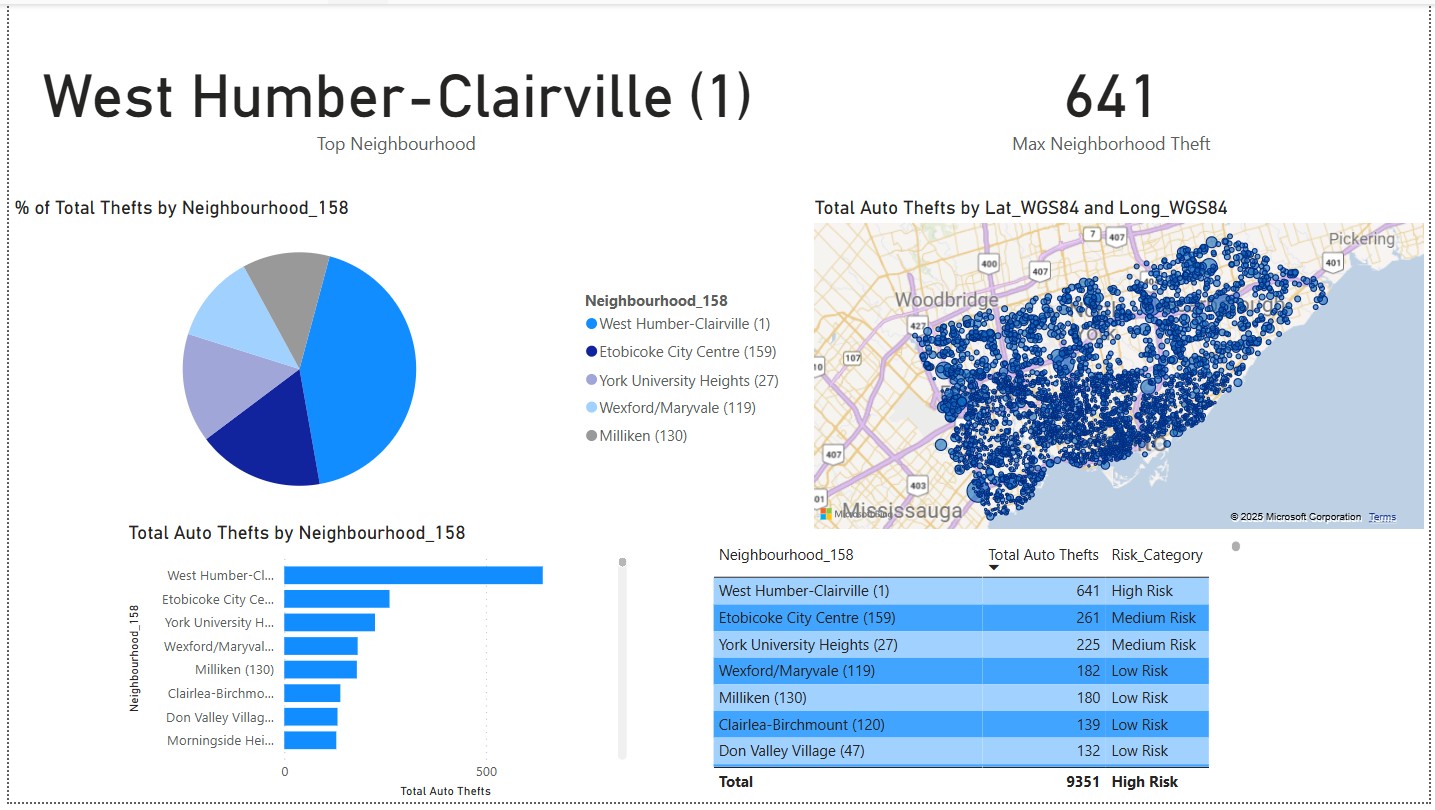 West Humber-Clairville (1)
Top Neighbourhood
641
Max Neighborhood Theft
% of Total Thefts by Neighbourhood_158
Neighbourhood_158
West Humber-Clairville (1)
Etobicoke City Centre (159)
York University Heights (27)
Wexford/Maryvale (119)
Milliken (130)
Total Auto Thefts by Lat_WGS84 and Long_WGS84
7
407
Pickering
400
407
401
Woodbridge
427
107
10
407
403
01
Mississauga
© 2025 Microsoft Corporation Terms
Total Auto Thefts by Neighbourhood_158
Neighbourhood_158
West Humber-Cl...
Etobicoke City Ce...
York University H...
Wexford/Maryval...
Milliken (130)
Clairlea-Birchmo...
Don Valley Villag...
Morningside Hei...
0
500
Total Auto Thefts
Neighbourhood_158 Total Auto Thefts Risk_Category
West Humber-Clairville (1) 641 High Risk
Etobicoke City Centre (159) 261 Medium Risk
York University Heights (27) 225 Medium Risk
Wexford/Maryvale (119) 182 Low Risk
Milliken (130) 180 Low Risk
Clairlea-Birchmount (120) 139 Low Risk
Don Valley Village (47) 132 Low Risk
Total 9351 High Risk